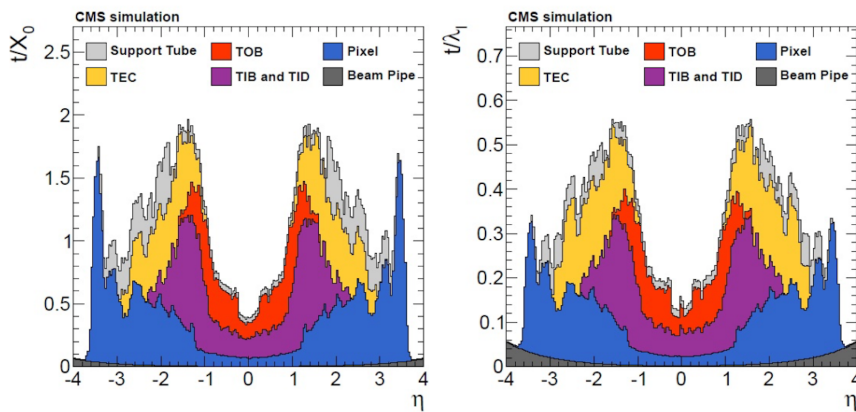 CMS simulation
t/X₀
2.5
2
1.5
1
0.5
0
Support Tube
TOB
Pixel
TEC
TIB and TID
Beam Pipe
-4 -3 -2 -1 0 1 2 3 4
η
CMS simulation
t/λI
0.7
0.6
0.5
0.4
0.3
0.2
0.1
0
Support Tube
TOB
Pixel
TEC
TIB and TID
Beam Pipe
-4 -3 -2 -1 0 1 2 3 4
η